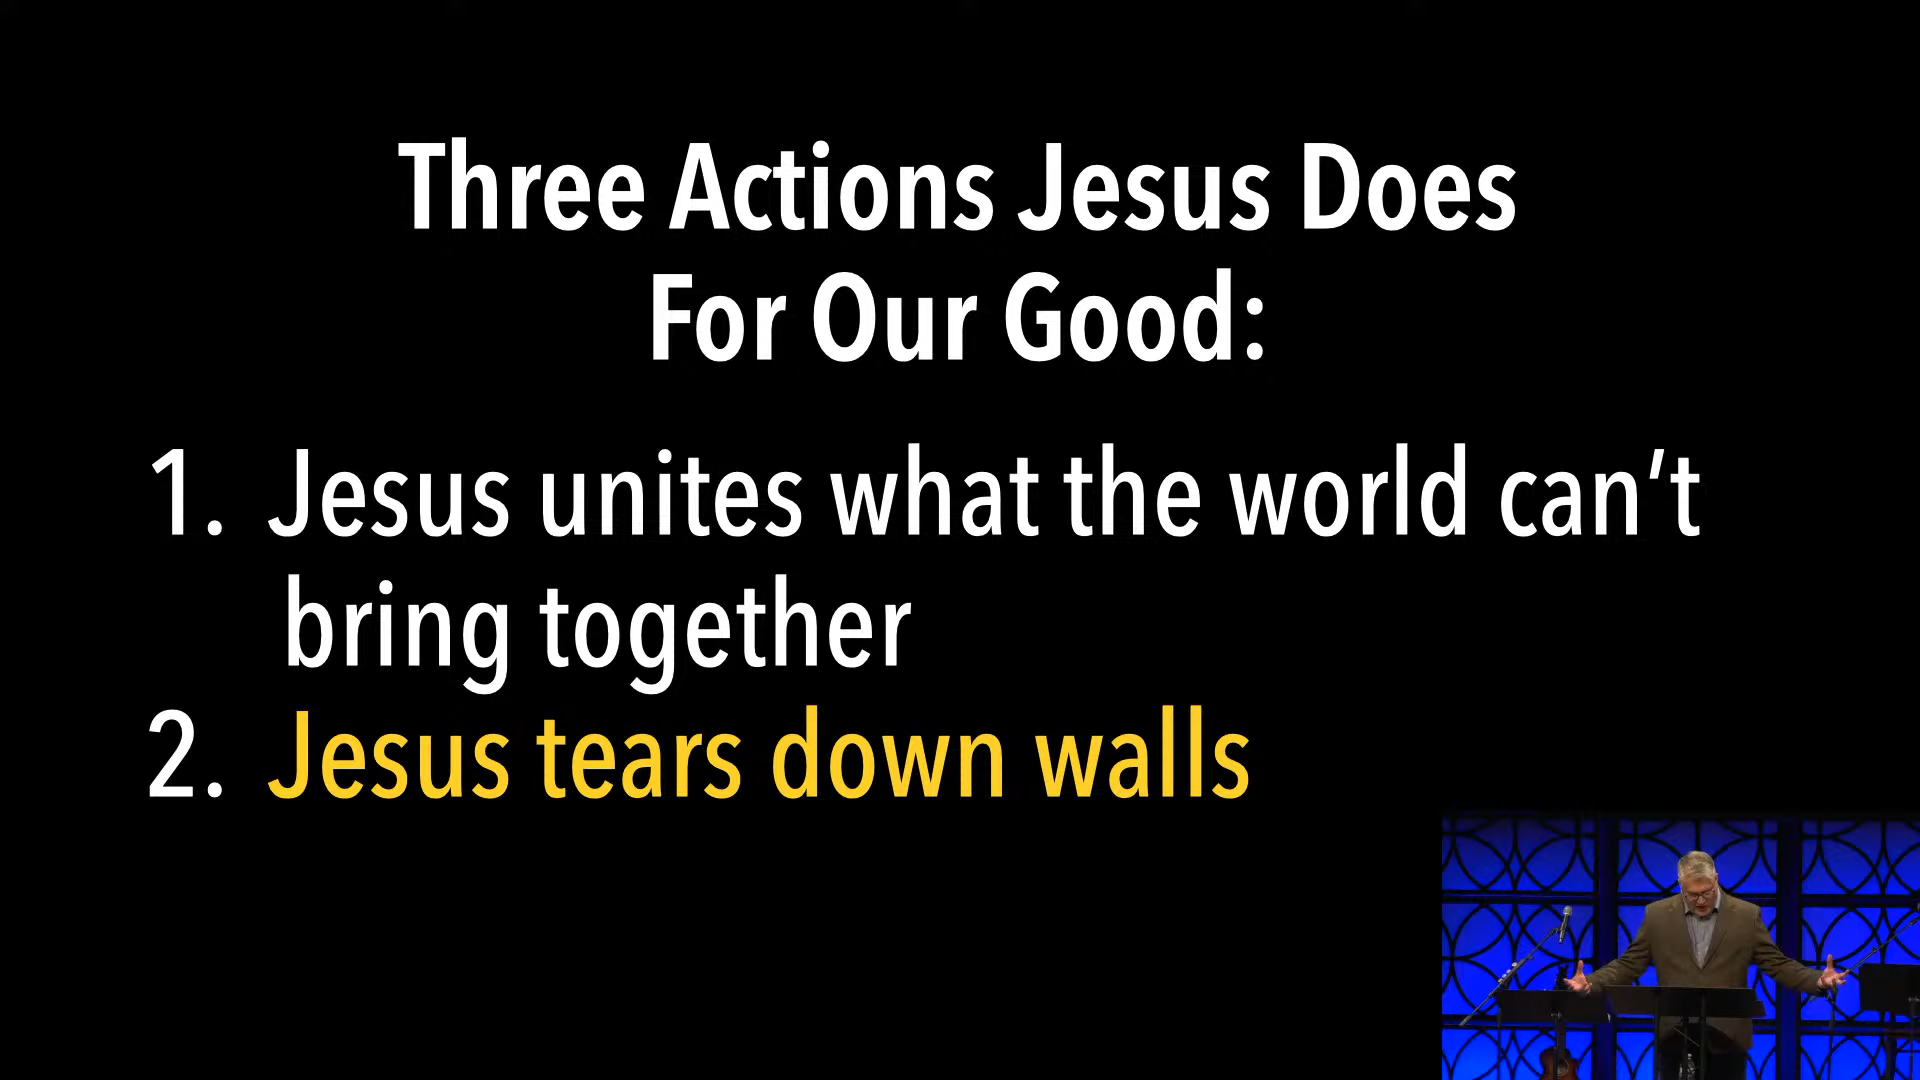 Three Actions Jesus Does
For Our Good:
1. Jesus unites what the world can’t
bring together
2. Jesus tears down walls